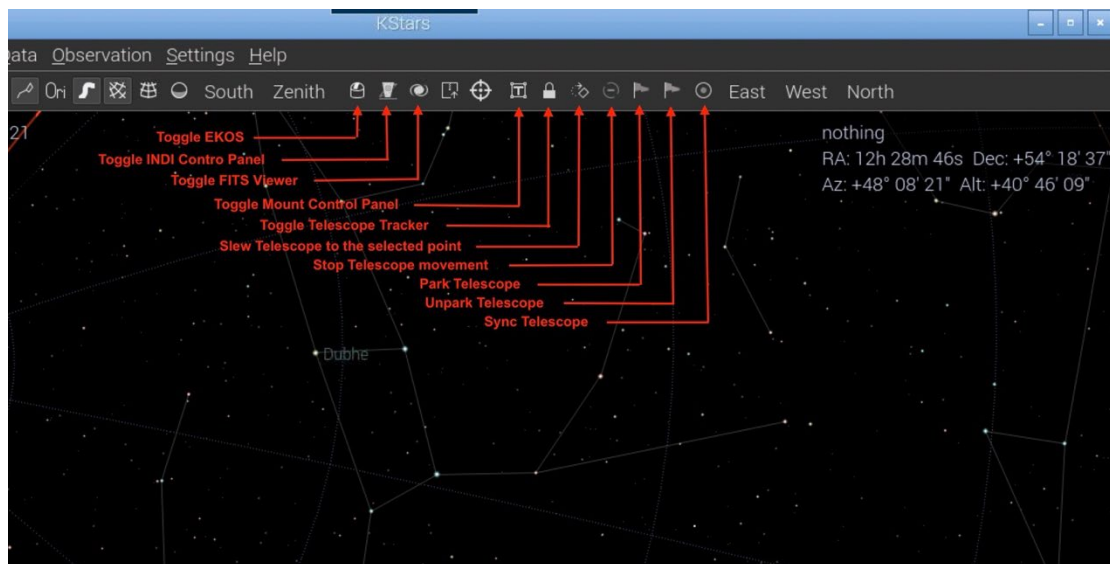 KStars
Data Observation Settings Help
Ori South Zenith T East West North
21
nothing
RA: 12h 28m 46s Dec: +54° 18' 37"
Az: +48° 08' 21" Alt: +40° 46' 09"
Toggle EKOS
Toggle INDI Contro Panel
Toggle FITS Viewer
Toggle Mount Control Panel
Toggle Telescope Tracker
Slew Telescope to the selected point
Stop Telescope movement
Park Telescope
Unpark Telescope
Sync Telescope
Dubhe